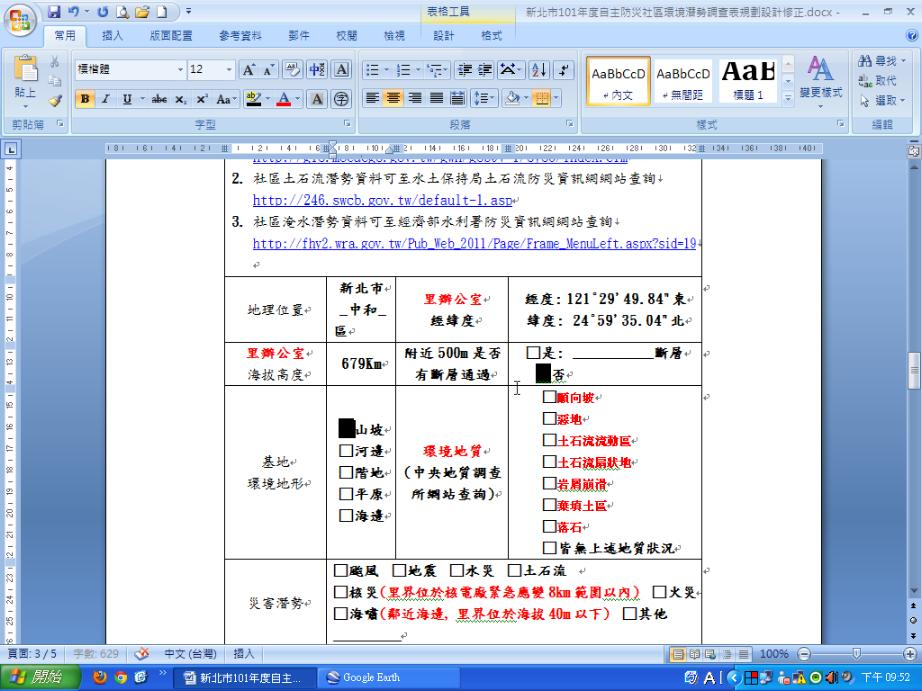 表格工具
新北市101年度自主防災社區環境潛勢調查表規劃設計修正.docx -
常用 插入 版面配置 參考資料 郵件 校閱 檢視 設計 格式
貼上
標楷體 12
B I U abc X₂ X² Aa
AaBbCcD AaBbCcD AaB
內文 無間距 標題 1
變更樣式
尋找
取代
選取
剪貼簿 字型 段落 樣式 編輯
2. 社區土石流潛勢資料可至水土保持局土石流防災資訊網網站查詢
http://246.swcb.gov.tw/default-1.asp
3. 社區淹水潛勢資料可至經濟部水利署防災資訊網網站查詢
http://fhy2.wra.gov.tw/Pub_Web_2011/Page/Frame_MenuLeft.aspx?sid=19
地理位置
新北市
_中和_
區
里辦公室
經緯度
經度:121°29'49.84"東
緯度: 24°59'35.04"北
里辦公室
海拔高度
679Km
附近 500m 是否
有斷層通過
□是: ____________斷層
■否
基地
環境地形
■山坡
□河邊
□階地
□平原
□海邊
環境地質
(中央地質調查
所網站查詢)
□順向坡
□惡地
□土石流流動區
□土石流扇狀地
□岩屑崩滑
□棄填土區
□落石
□皆無上述地質狀況
災害潛勢
□颱風 □地震 □水災 □土石流
□核災(里界位於核電廠緊急應變 8km 範圍以內) □火災
□海嘯(鄰近海邊, 里界位於海拔 40m 以下) □其他
__________
頁面: 3 / 5 字數: 629 中文 (台灣) 插入 100%
開始 新北市101年度自主... Google Earth 下午 09:52